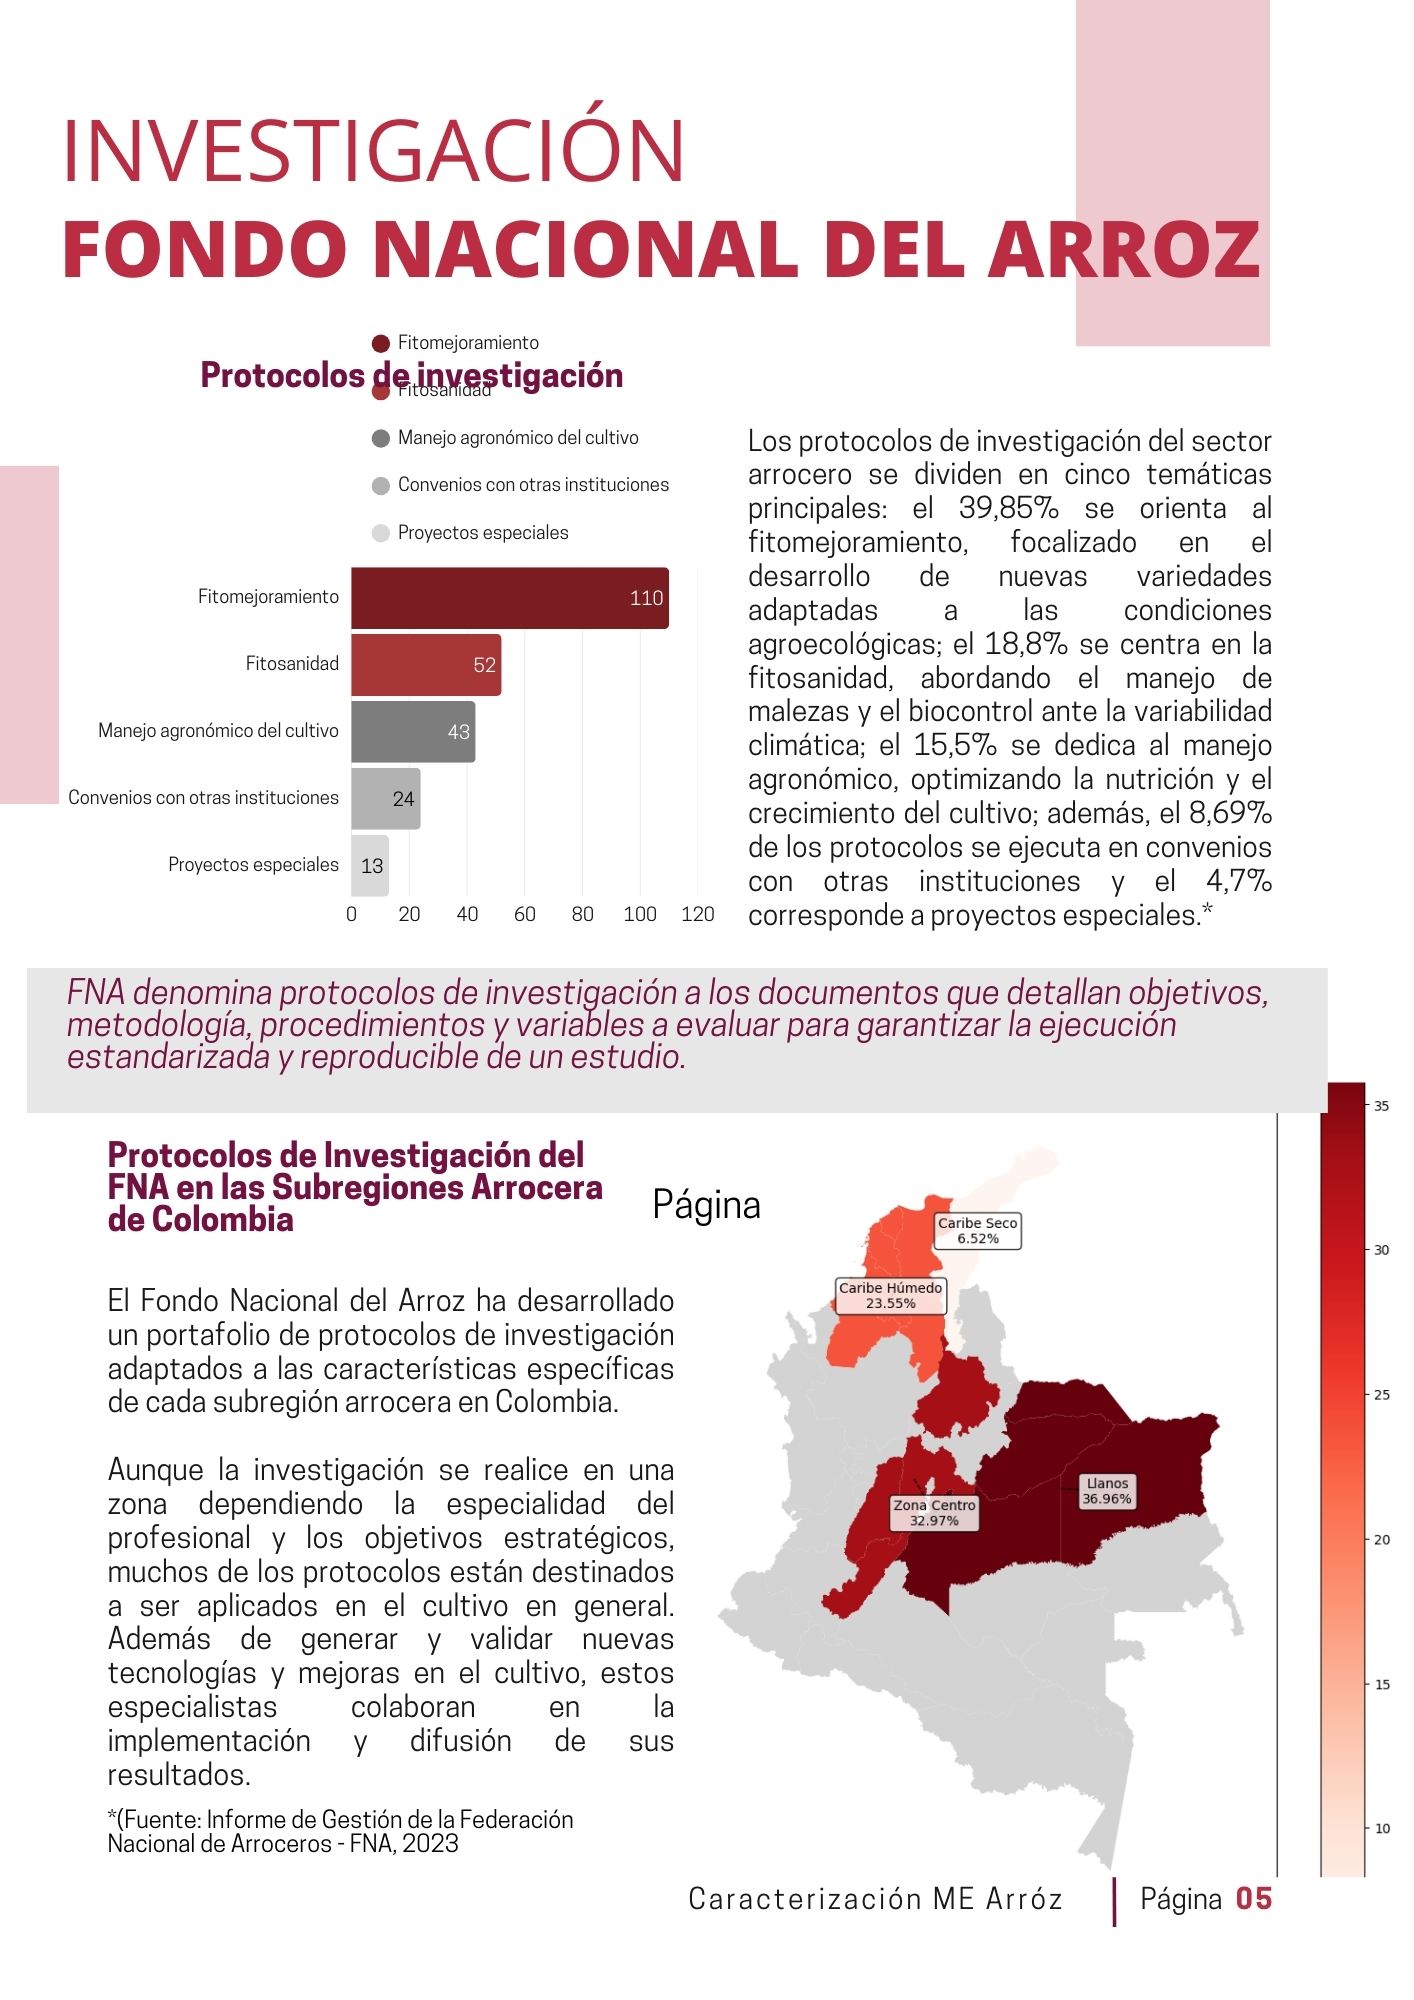 INVESTIGACIÓN
FONDO NACIONAL DEL ARROZ
Protocolos de investigación
Fitomejoramiento
Fitosanidad
Manejo agronómico del cultivo
Convenios con otras instituciones
Proyectos especiales
Fitomejoramiento 110
Fitosanidad 52
Manejo agronómico del cultivo 43
Convenios con otras instituciones 24
Proyectos especiales 13
0 20 40 60 80 100 120
Los protocolos de investigación del sector
arrocero se dividen en cinco temáticas
principales: el 39,85% se orienta al
fitomejoramiento, focalizado en el
desarrollo de nuevas variedades
adaptadas a las condiciones
agroecológicas; el 18,8% se centra en la
fitosanidad, abordando el manejo de
malezas y el biocontrol ante la variabilidad
climática; el 15,5% se dedica al manejo
agronómico, optimizando la nutrición y el
crecimiento del cultivo; además, el 8,69%
de los protocolos se ejecuta en convenios
con otras instituciones y el 4,7%
corresponde a proyectos especiales.*
FNA denomina protocolos de investigación a los documentos que detallan objetivos,
metodología, procedimientos y variables a evaluar para garantizar la ejecución
estandarizada y reproducible de un estudio.
Protocolos de Investigación del
FNA en las Subregiones Arrocera
de Colombia
El Fondo Nacional del Arroz ha desarrollado
un portafolio de protocolos de investigación
adaptados a las características específicas
de cada subregión arrocera en Colombia.
Aunque la investigación se realice en una
zona dependiendo la especialidad del
profesional y los objetivos estratégicos,
muchos de los protocolos están destinados
a ser aplicados en el cultivo en general.
Además de generar y validar nuevas
tecnologías y mejoras en el cultivo, estos
especialistas colaboran en la
implementación y difusión de sus
resultados.
*(Fuente: Informe de Gestión de la Federación
Nacional de Arroceros - FNA, 2023
Página
Caribe Seco
6.52%
Caribe Húmedo
23.55%
Llanos
36.96%
Zona Centro
32.97%
35
30
25
20
15
10
Caracterización ME Arróz
Página 05